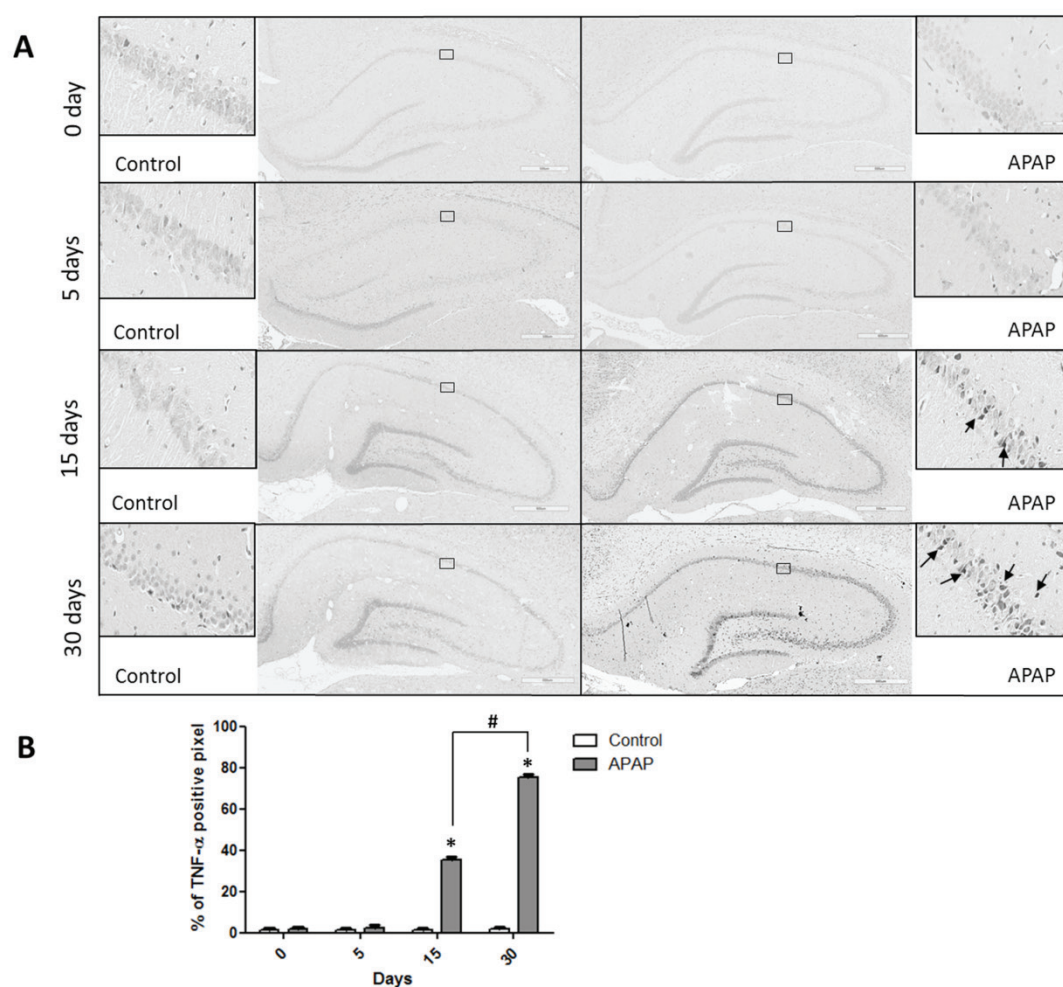 A
0 day
Control
APAP
5 days
Control
APAP
15 days
Control
APAP
30 days
Control
APAP
B
% of TNF-α positive pixel
100
80
60
40
20
0
*
#
*
Control
APAP
0
5
15
30
Days